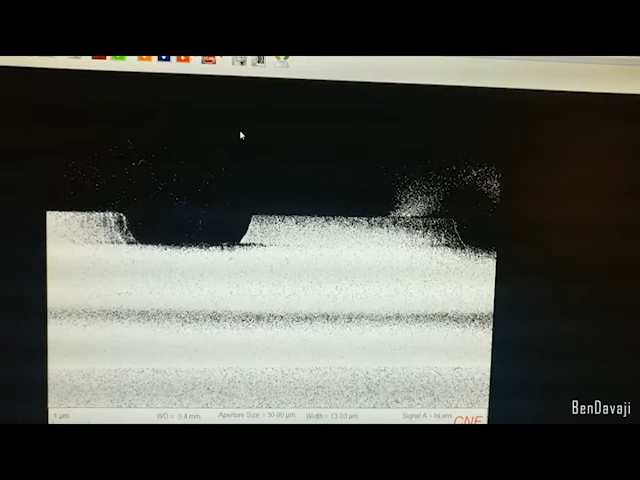 1 µm WD = 3.4 mm Aperture Size = 30.00 µm Width = 13.03 µm Signal A = InLens CNF
BenDavaji